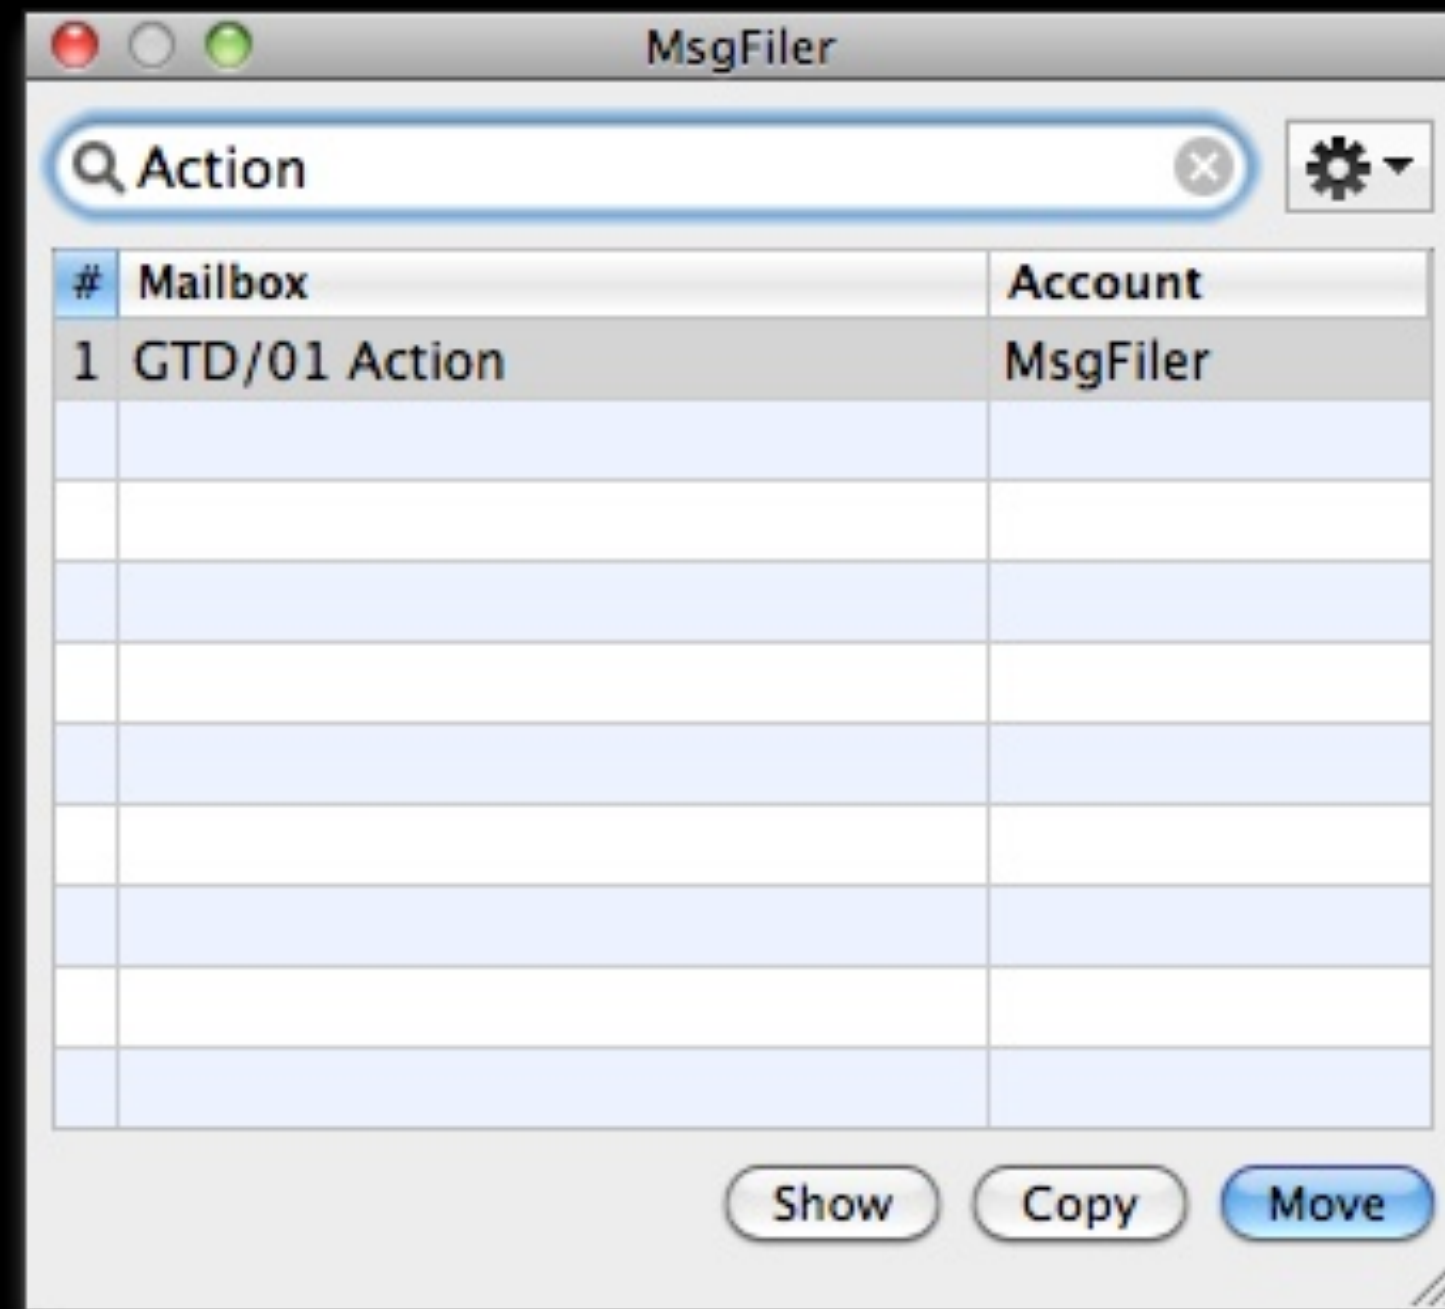 MsgFiler
Action
# Mailbox Account
1 GTD/01 Action MsgFiler
Show Copy Move